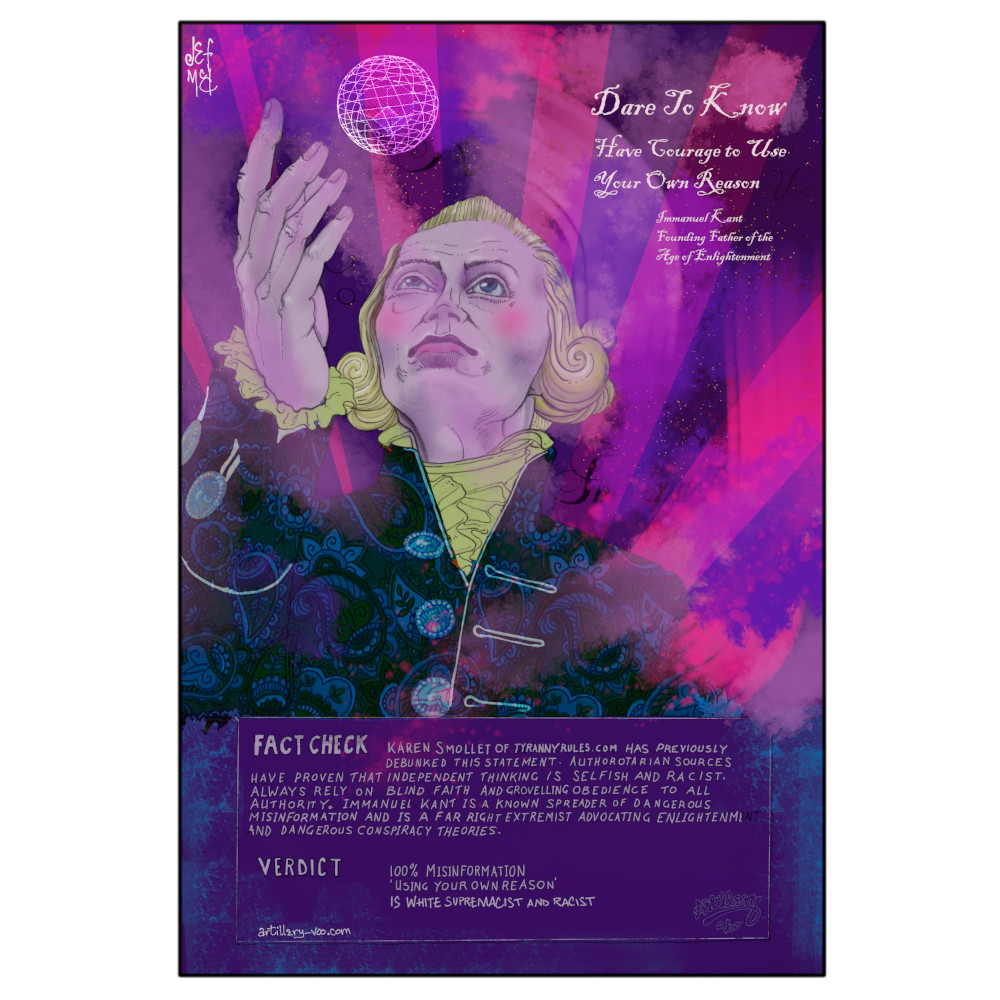 Jef
Mel
Dare To Know
Have Courage to Use
Your Own Reason
Immanuel Kant
Founding Father of the
Age of Enlightenment
FACT CHECK KAREN SMOLLET OF TYRANNYRULES.COM HAS PREVIOUSLY
DEBUNKED THIS STATEMENT. AUTHOROTARIAN SOURCES
HAVE PROVEN THAT INDEPENDENT THINKING IS SELFISH AND RACIST.
ALWAYS RELY ON BLIND FAITH AND GROVELLING OBEDIENCE TO ALL
AUTHORITY. IMMANUEL KANT IS A KNOWN SPREADER OF DANGEROUS
MISINFORMATION AND IS A FAR RIGHT EXTREMIST ADVOCATING ENLIGHTENMENT
AND DANGEROUS CONSPIRACY THEORIES.
VERDICT 100% MISINFORMATION
'USING YOUR OWN REASON'
IS WHITE SUPREMACIST AND RACIST
artillery-voo.com